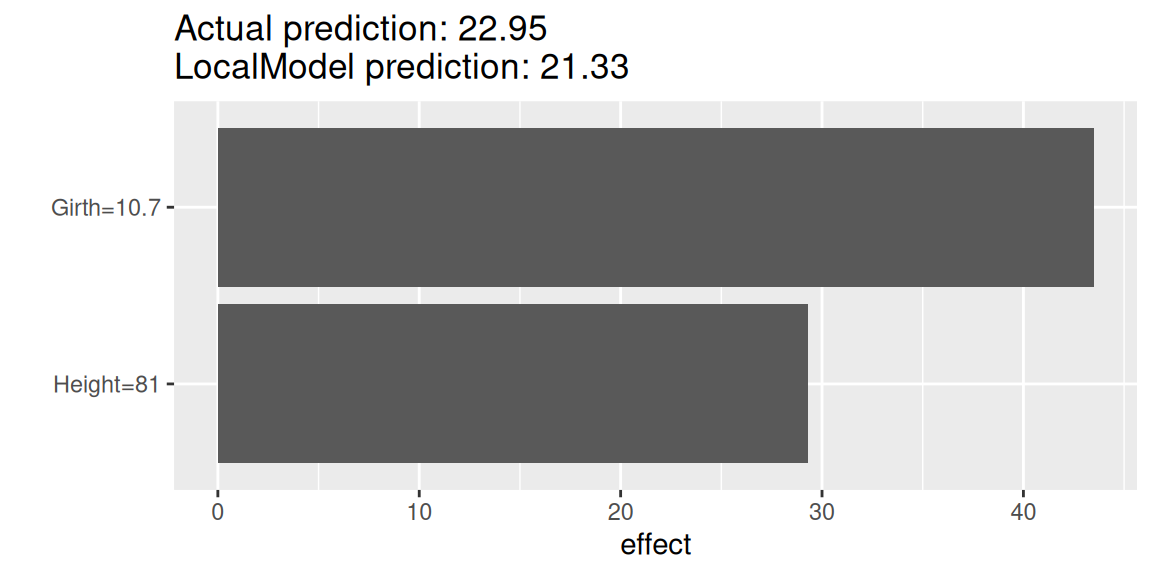 Actual prediction: 22.95
LocalModel prediction: 21.33
Girth=10.7
Height=81
0 10 20 30 40
effect